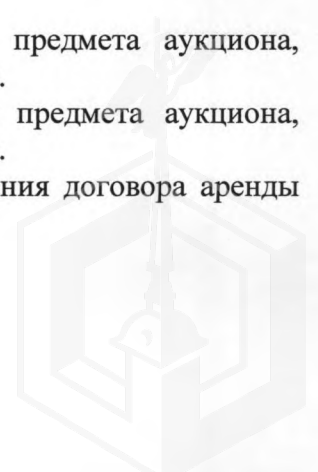 предмета аукциона,
.
предмета аукциона,
.
ния договора аренды